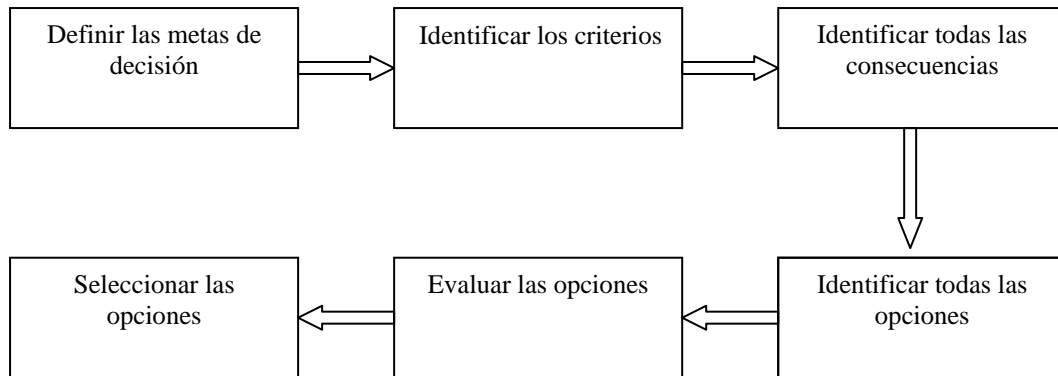 Definir las metas de
decisión
Identificar los criterios
Identificar todas las
consecuencias
Identificar todas las
opciones
Evaluar las opciones
Seleccionar las
opciones